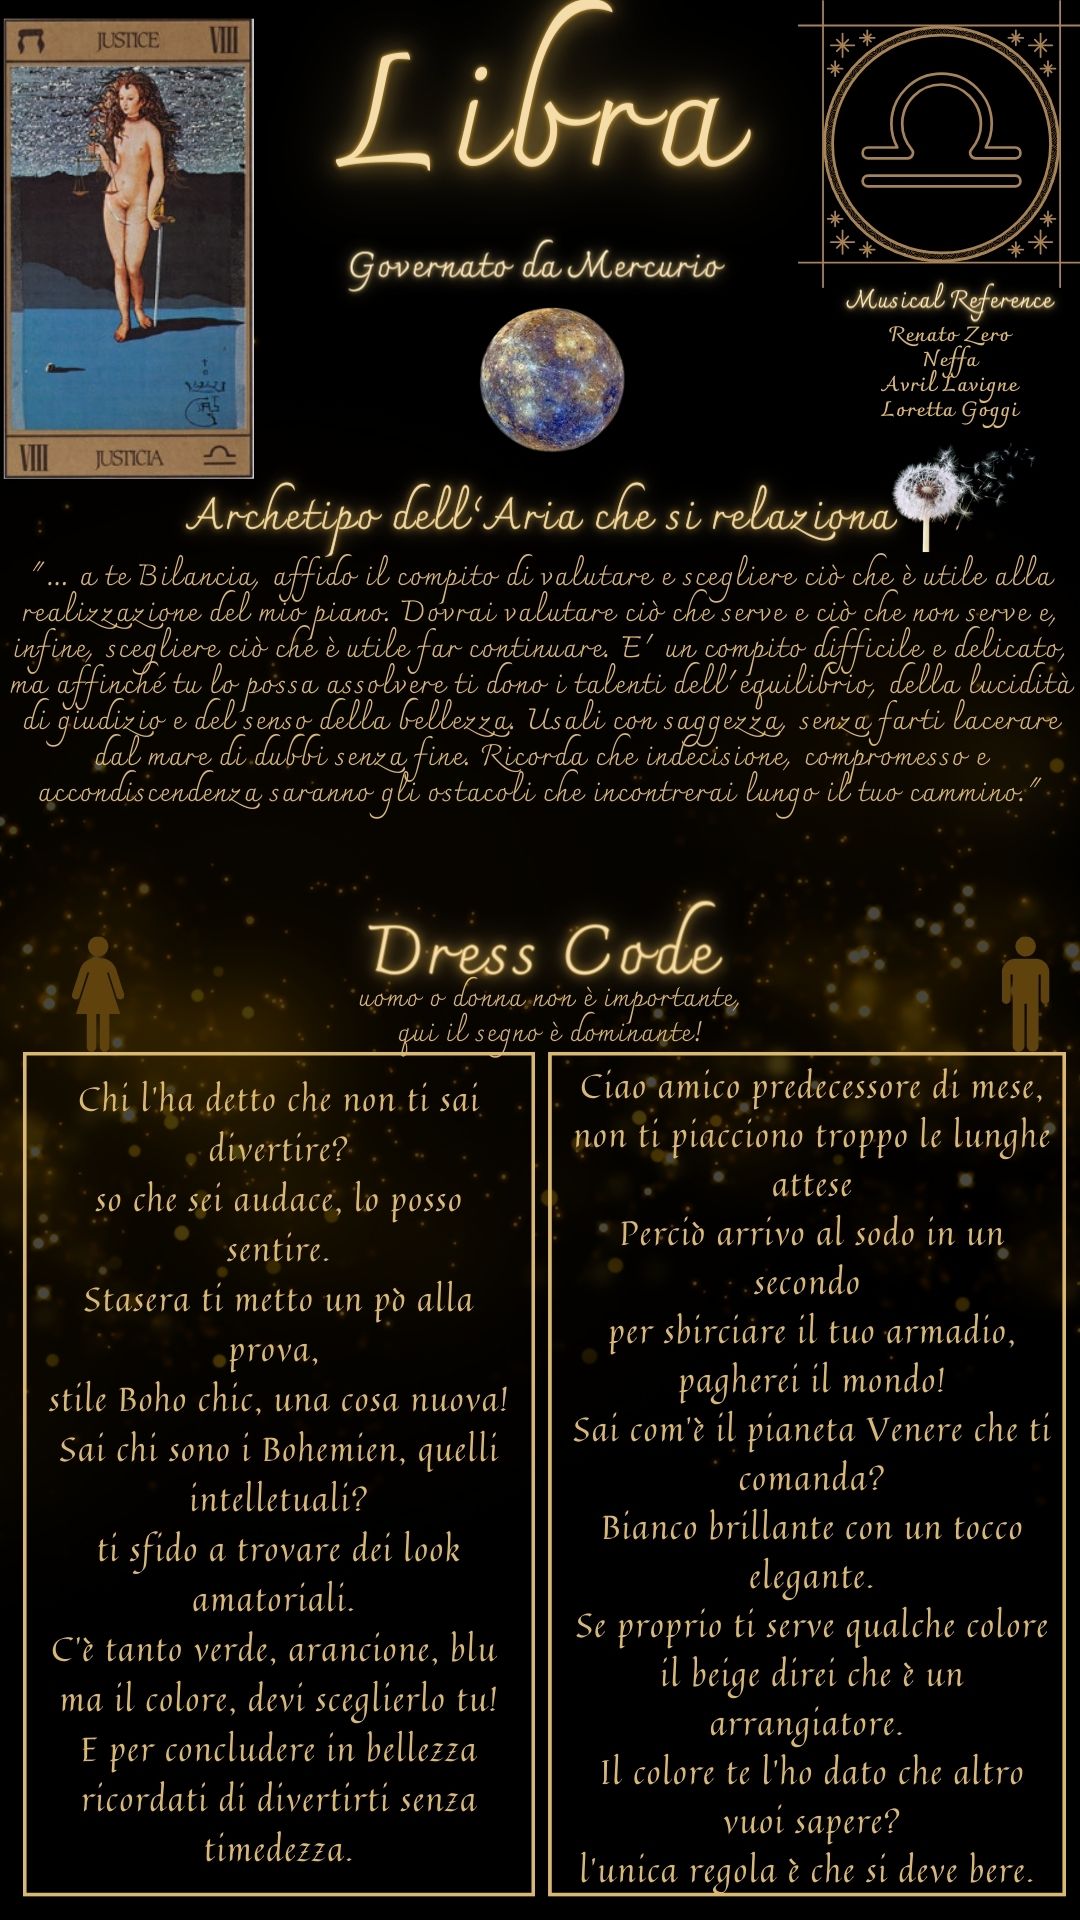 JUSTICE VIII
Libra
Governato da Mercurio
VIII JUSTICIA
Musical Reference
Renato Zero
Neffa
Avril Lavigne
Loretta Goggi
Archetipo dell'Aria che si relaziona
"... a te Bilancia, affido il compito di valutare e scegliere ciò che è utile alla
realizzazione del mio piano. Dovrai valutare ciò che serve e ciò che non serve e,
infine, scegliere ciò che è utile far continuare. E' un compito difficile e delicato,
ma affinché tu lo possa assolvere ti dono i talenti dell'equilibrio, della lucidità
di giudizio e del senso della bellezza. Usali con saggezza, senza farti lacerare
dal mare di dubbi senza fine. Ricorda che indecisione, compromesso e
accondiscendenza saranno gli ostacoli che incontrerai lungo il tuo cammino."
Dress Code
uomo o donna non è importante,
qui il segno è dominante!
Chi l'ha detto che non ti sai
divertire?
so che sei audace, lo posso
sentire.
Stasera ti metto un pò alla
prova,
stile Boho chic, una cosa nuova!
Sai chi sono i Bohemien, quelli
intelletuali?
ti sfido a trovare dei look
amatoriali.
C'è tanto verde, arancione, blu
ma il colore, devi sceglierlo tu!
E per concludere in bellezza
ricordati di divertirti senza
timedezza.
Ciao amico predecessore di mese,
non ti piacciono troppo le lunghe
attese
Perciò arrivo al sodo in un
secondo
per sbirciare il tuo armadio,
pagherei il mondo!
Sai com'è il pianeta Venere che ti
comanda?
Bianco brillante con un tocco
elegante.
Se proprio ti serve qualche colore
il beige direi che è un
arrangiatore.
Il colore te l'ho dato che altro
vuoi sapere?
l'unica regola è che si deve bere.